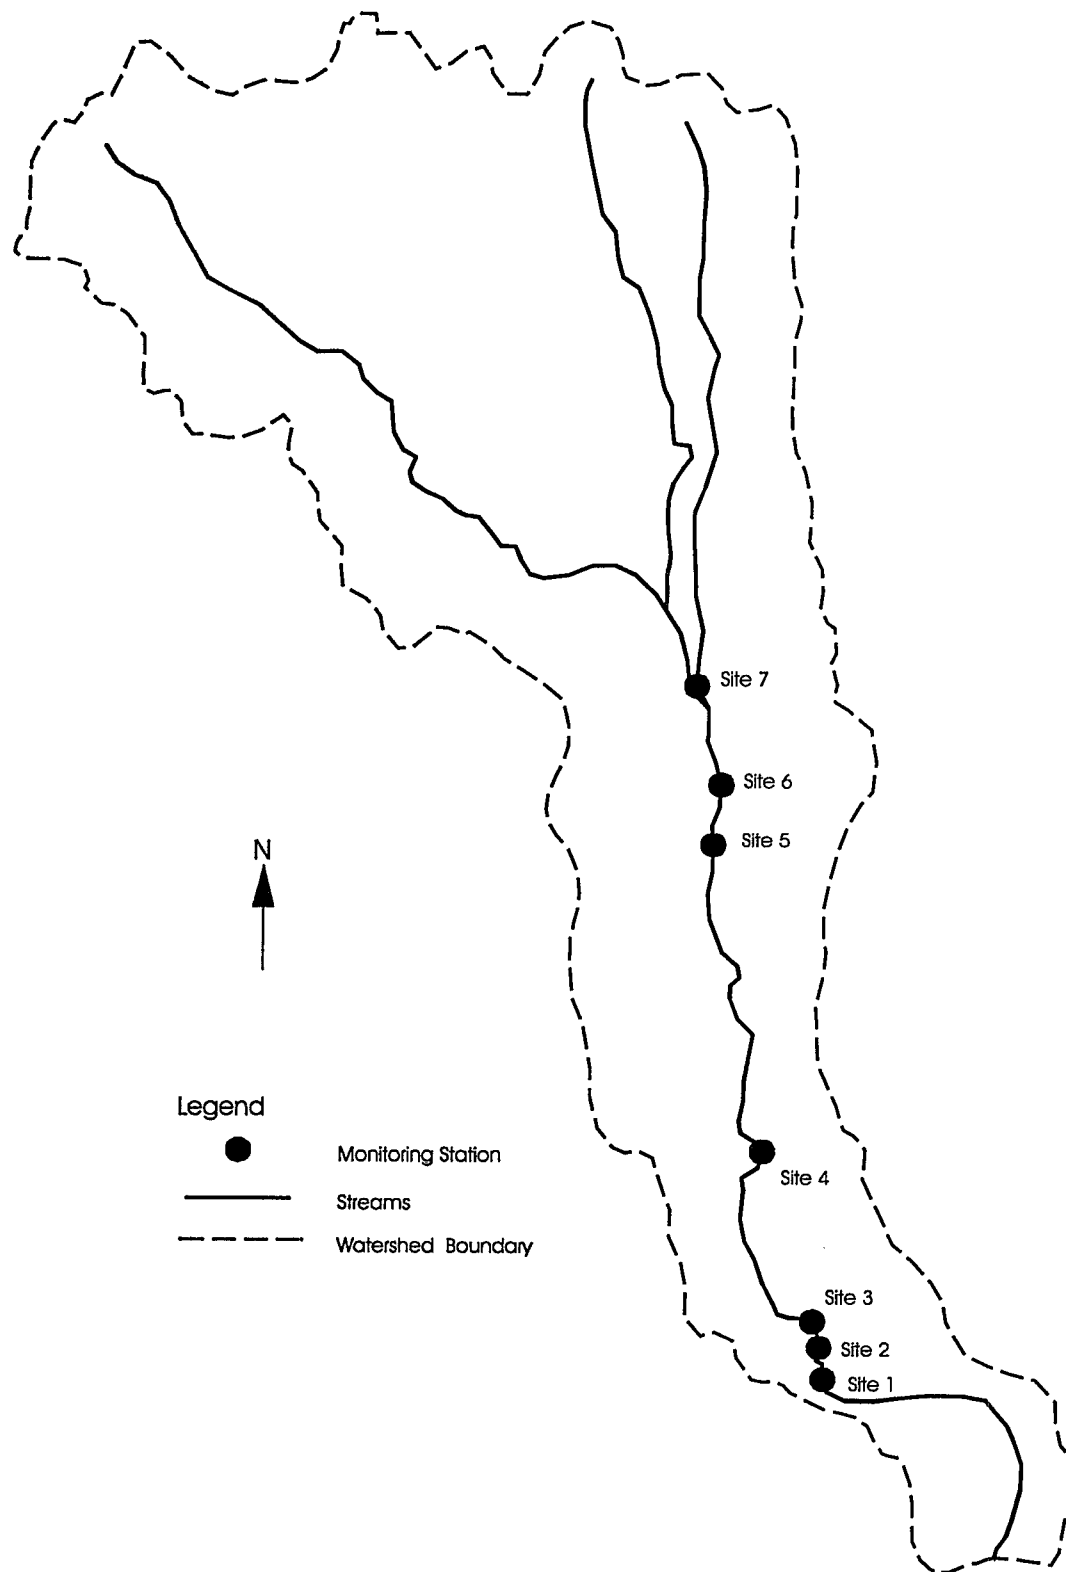 Site 7
Site 6
Site 5
N
Legend
Monitoring Station
Streams
Watershed Boundary
Site 4
Site 3
Site 2
Site 1